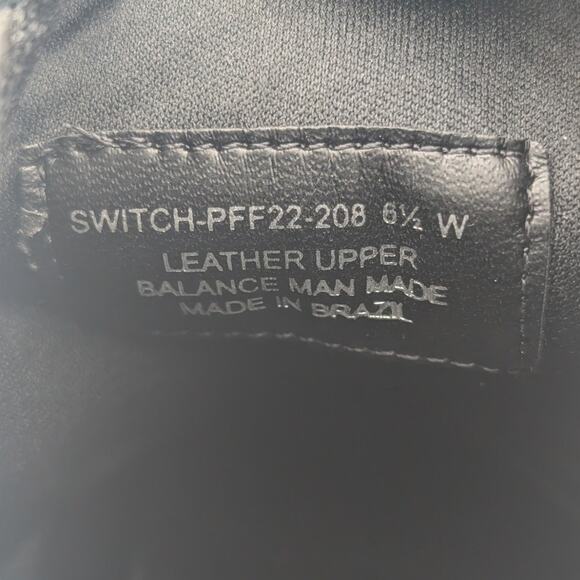 SWITCH-PFF22-208 6½ W
LEATHER UPPER
BALANCE MAN MADE
MADE IN BRAZIL